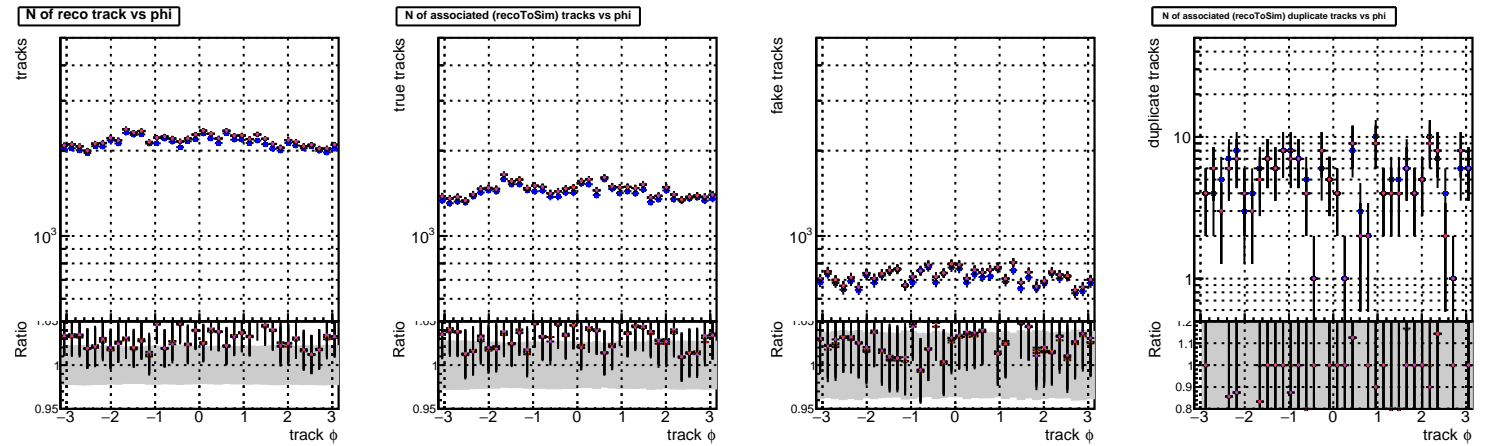 N of reco track vs phi
N of associated (recoToSim) tracks vs phi
N of associated (recoToSim) duplicate tracks vs phi
tracks
true tracks
fake tracks
duplicate tracks
10³
10³
10³
10
1
Ratio
1
0.95
Ratio
1
0.95
Ratio
1
0.95
Ratio
1.2
1.1
1
0.9
0.8
−3 −2 −1 0 1 2 3
−3 −2 −1 0 1 2 3
−3 −2 −1 0 1 2 3
−3 −2 −1 0 1 2 3
track ϕ
track ϕ
track ϕ
track ϕ